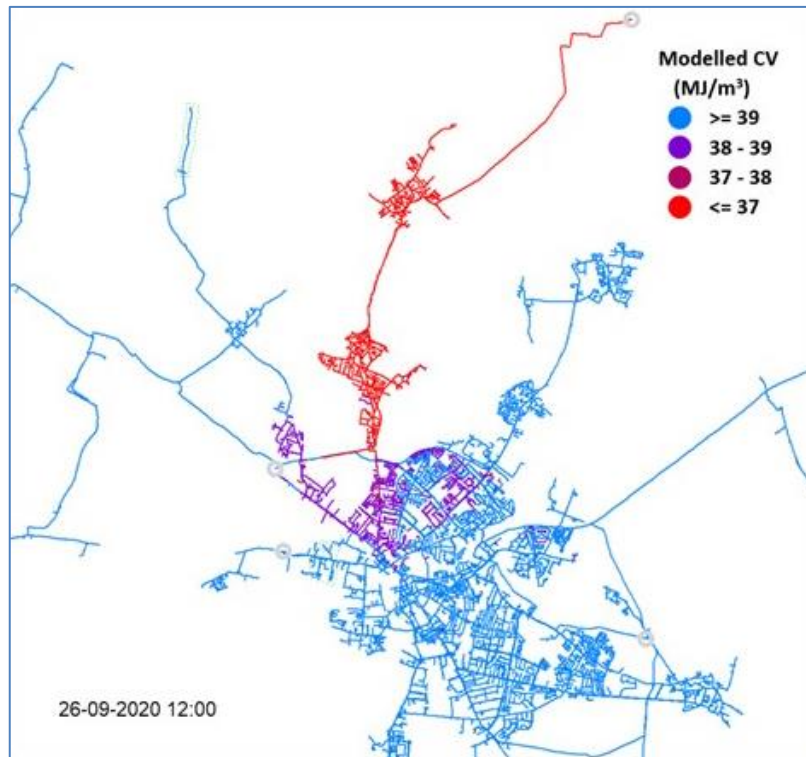 Modelled CV
(MJ/m³)
>= 39
38 - 39
37 - 38
<= 37
26-09-2020 12:00